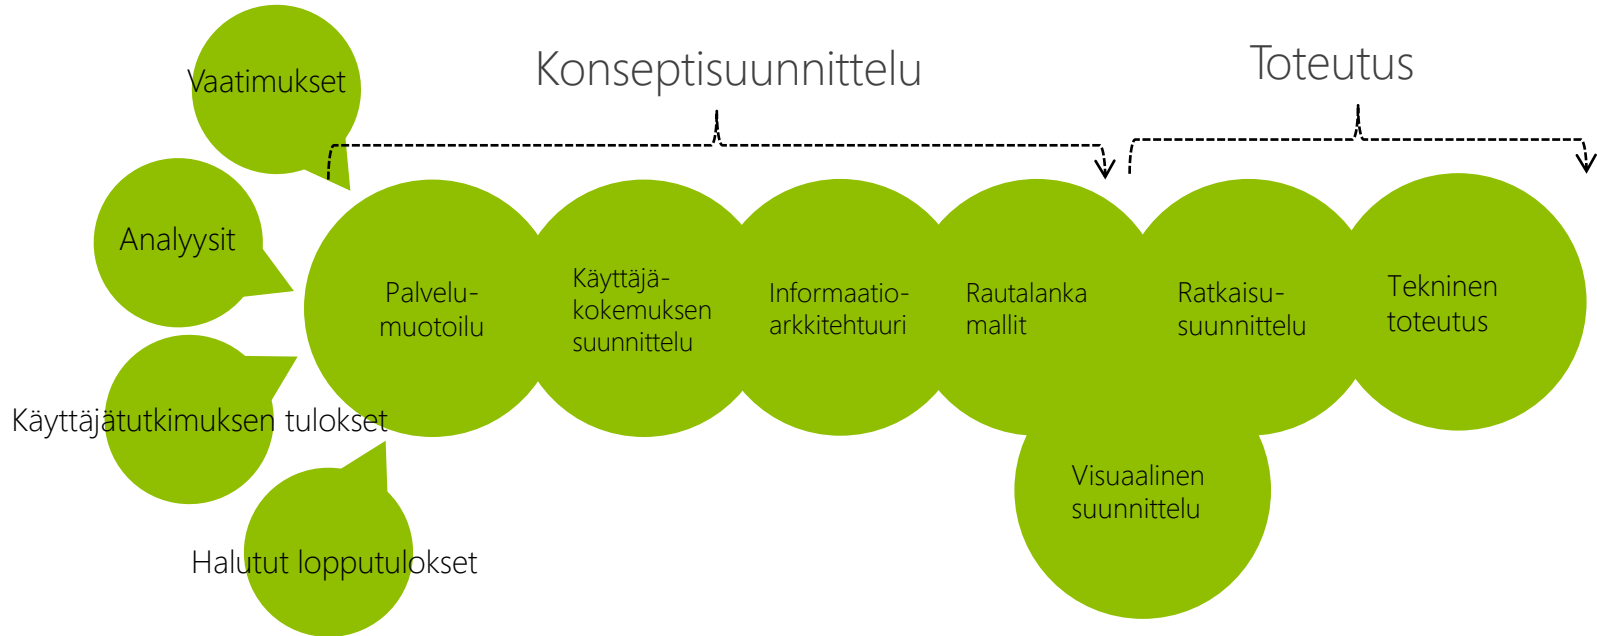 Konseptisuunnittelu
Toteutus
Vaatimukset
Analyysit
Käyttäjätutkimuksen tulokset
Halutut lopputulokset
Palvelu-
muotoilu
Käyttäjä-
kokemuksen
suunnittelu
Informaatio-
arkkitehtuuri
Rautalanka
mallit
Ratkaisu-
suunnittelu
Tekninen
toteutus
Visuaalinen
suunnittelu